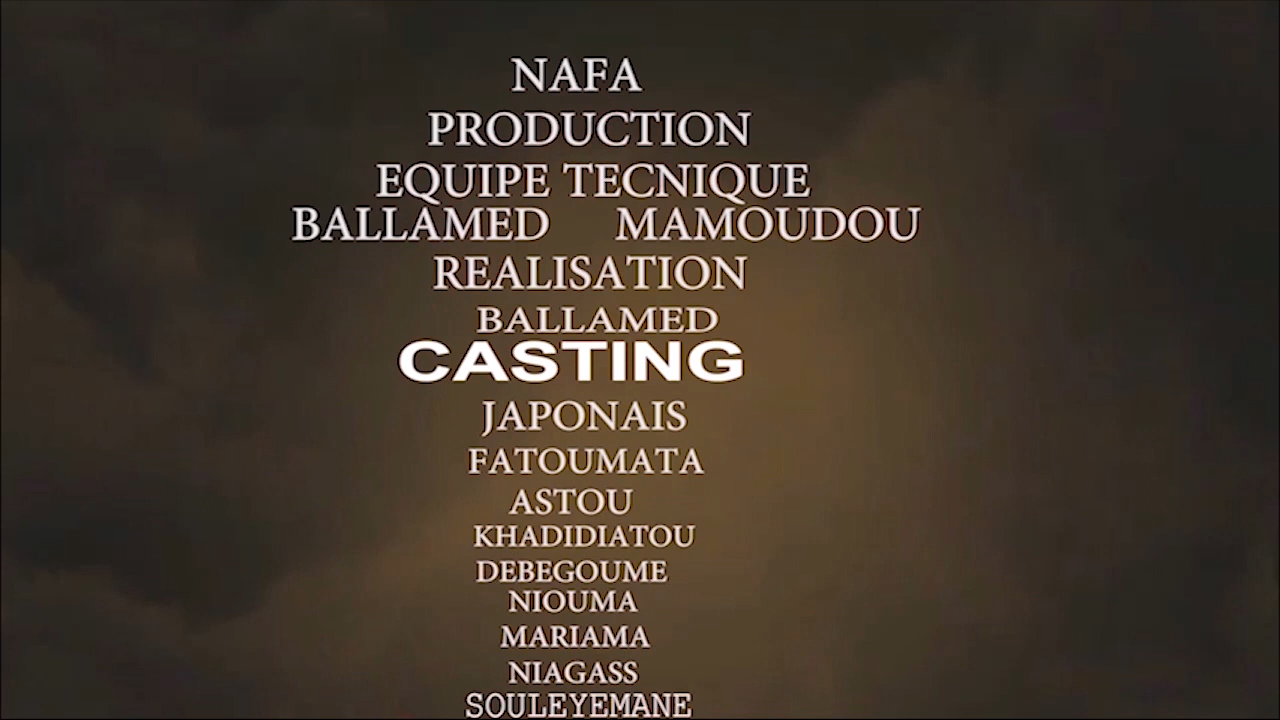 NAFA
PRODUCTION
EQUIPE TECNIQUE
BALLAMED MAMOUDOU
REALISATION
BALLAMED
CASTING
JAPONAIS
FATOUMATA
ASTOU
KHADIDIATOU
DEBEGOUME
NIOUMA
MARIAMA
NIAGASS
SOULEYEMANE